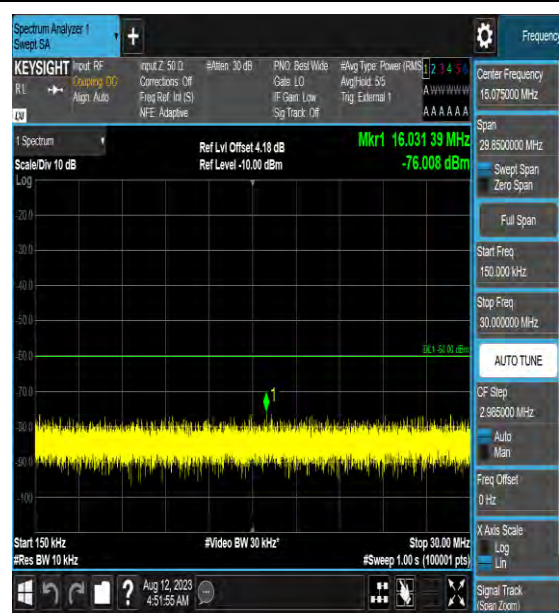 Spectrum Analyzer 1
Swept SA
Frequency
KEYSIGHT
RL
Input: RF
Coupling: DC
Align: Auto
Input Z: 50 Ω
Corrections: Off
Freq Ref: Int (S)
NFE: Adaptive
#Atten: 30 dB
PNO: Best Wide
Gate: LO
IF Gain: Low
Sig Track: Off
#Avg Type: Power (RMS
Avg|Hold: 5/5
Trig: External 1
1 2 3 4 5 6
A W W W W W
A A A A A A
1 Spectrum
Scale/Div 10 dB
Log
Ref Lvl Offset 4.18 dB
Ref Level -10.00 dBm
Mkr1 16.031 39 MHz
-76.008 dBm
-20.0
-30.0
-40.0
-50.0
-60.0
-70.0
-80.0
-90.0
-100
DL1 -60.00 dBm
1
Start 150 kHz
#Res BW 10 kHz
#Video BW 30 kHz*
Stop 30.00 MHz
#Sweep 1.00 s (100001 pts)
Aug 12, 2023
4:51:55 AM
Center Frequency
15.075000 MHz
Span
29.8500000 MHz
Swept Span
Zero Span
Full Span
Start Freq
150.000 kHz
Stop Freq
30.000000 MHz
AUTO TUNE
CF Step
2.985000 MHz
Auto
Man
Freq Offset
0 Hz
X Axis Scale
Log
Lin
Signal Track
(Span Zoom)